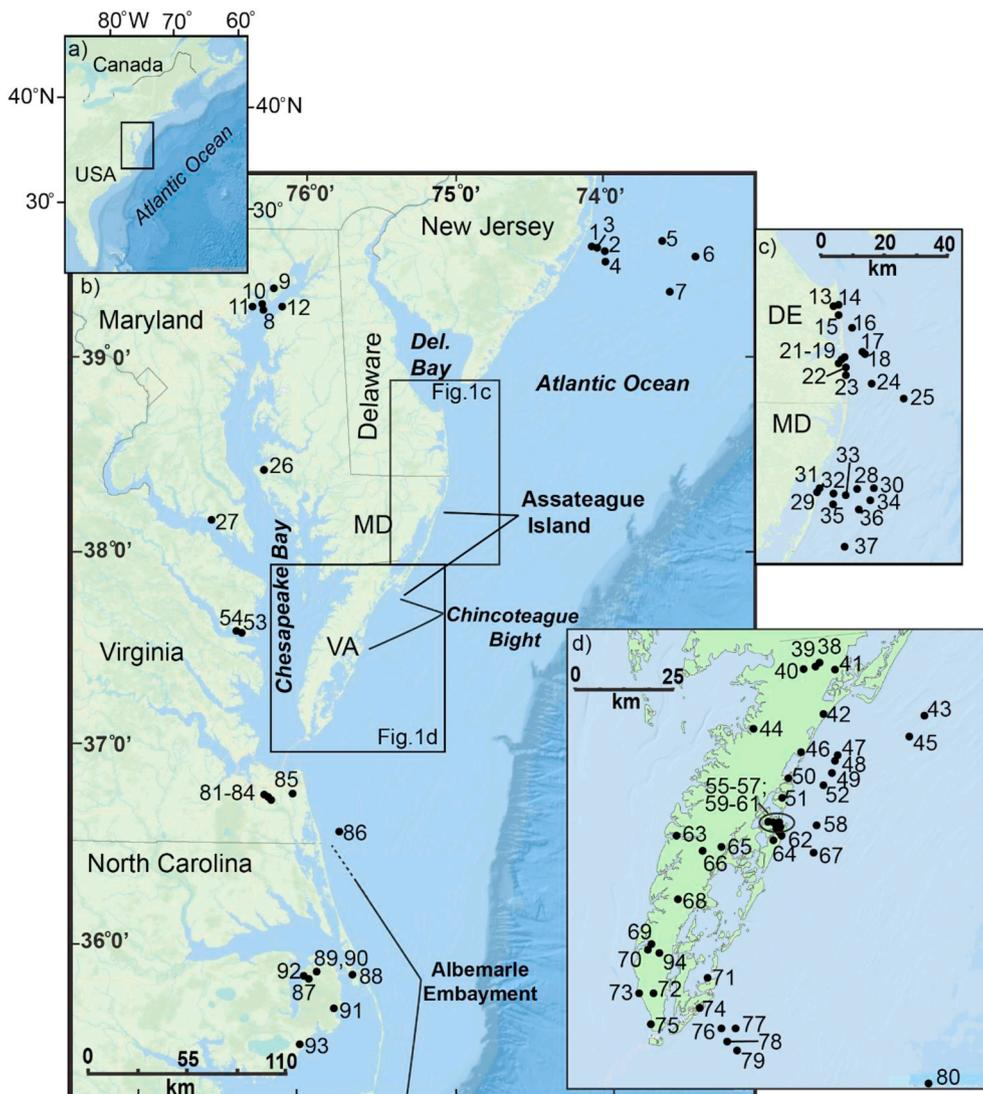 80°W 70° 60°
a)
Canada
40°N
40°N
USA
Atlantic Ocean
30°
30°
b)
76°0' 75°0' 74°0'
New Jersey
1 3
2
4
5
6
7
9
10
11 12
8
Maryland
39°0'
Del.
Bay
Delaware
Fig.1c
Atlantic Ocean
26
MD
Assateague
Island
27
38°0'
Chesapeake Bay
54 53
Chincoteague
Bight
Virginia
VA
37°0'
Fig.1d
81-84
85
86
North Carolina
36°0'
89,90
92
87
88
91
93
Albemarle
Embayment
0 55 110
km
c)
0 20 40
km
13 14
DE
15 16
17
21-19
18
22
23
24
25
MD
33
31 32 28 30
29
34
35 36
37
d)
0 25
km
39 38
40 41
42
43
44
45
46 47
48
50 49
55-57;
51 52
59-61
58
63
65
62
66
64
67
68
69
70
94
71
73 72
74
75
76 77
78
79
80